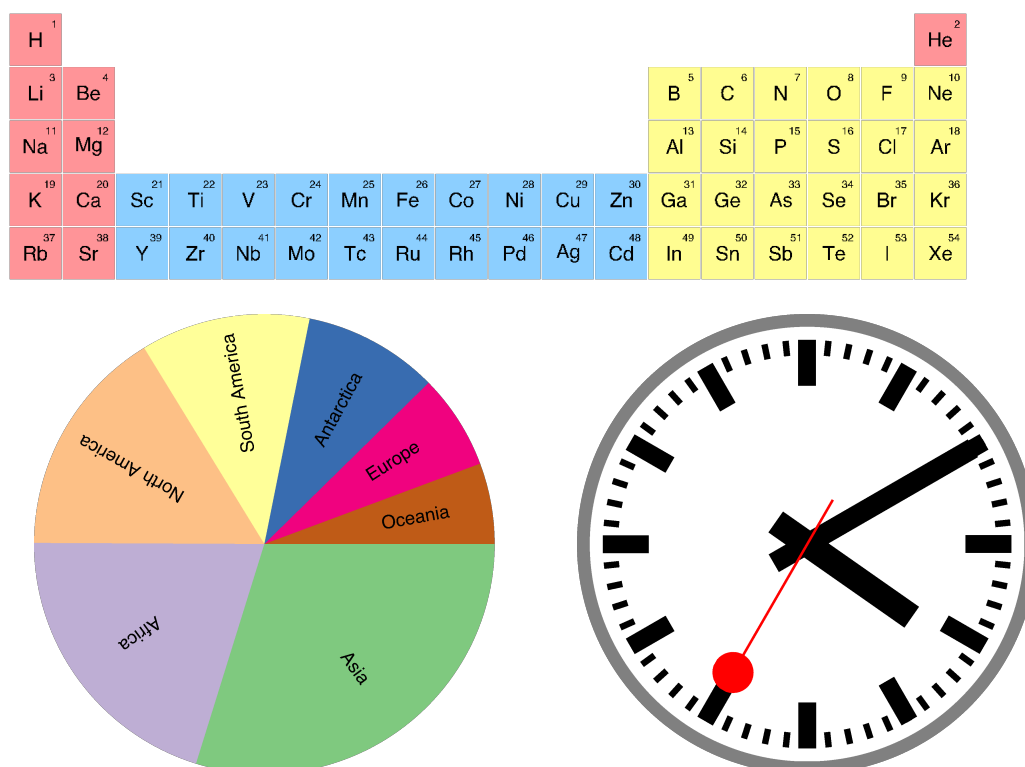 H 1 He 2
Li 3 Be 4 B 5 C 6 N 7 O 8 F 9 Ne 10
Na 11 Mg 12 Al 13 Si 14 P 15 S 16 Cl 17 Ar 18
K 19 Ca 20 Sc 21 Ti 22 V 23 Cr 24 Mn 25 Fe 26 Co 27 Ni 28 Cu 29 Zn 30 Ga 31 Ge 32 As 33 Se 34 Br 35 Kr 36
Rb 37 Sr 38 Y 39 Zr 40 Nb 41 Mo 42 Tc 43 Ru 44 Rh 45 Pd 46 Ag 47 Cd 48 In 49 Sn 50 Sb 51 Te 52 I 53 Xe 54
South America
Antarctica
North America
Europe
Oceania
Africa
Asia